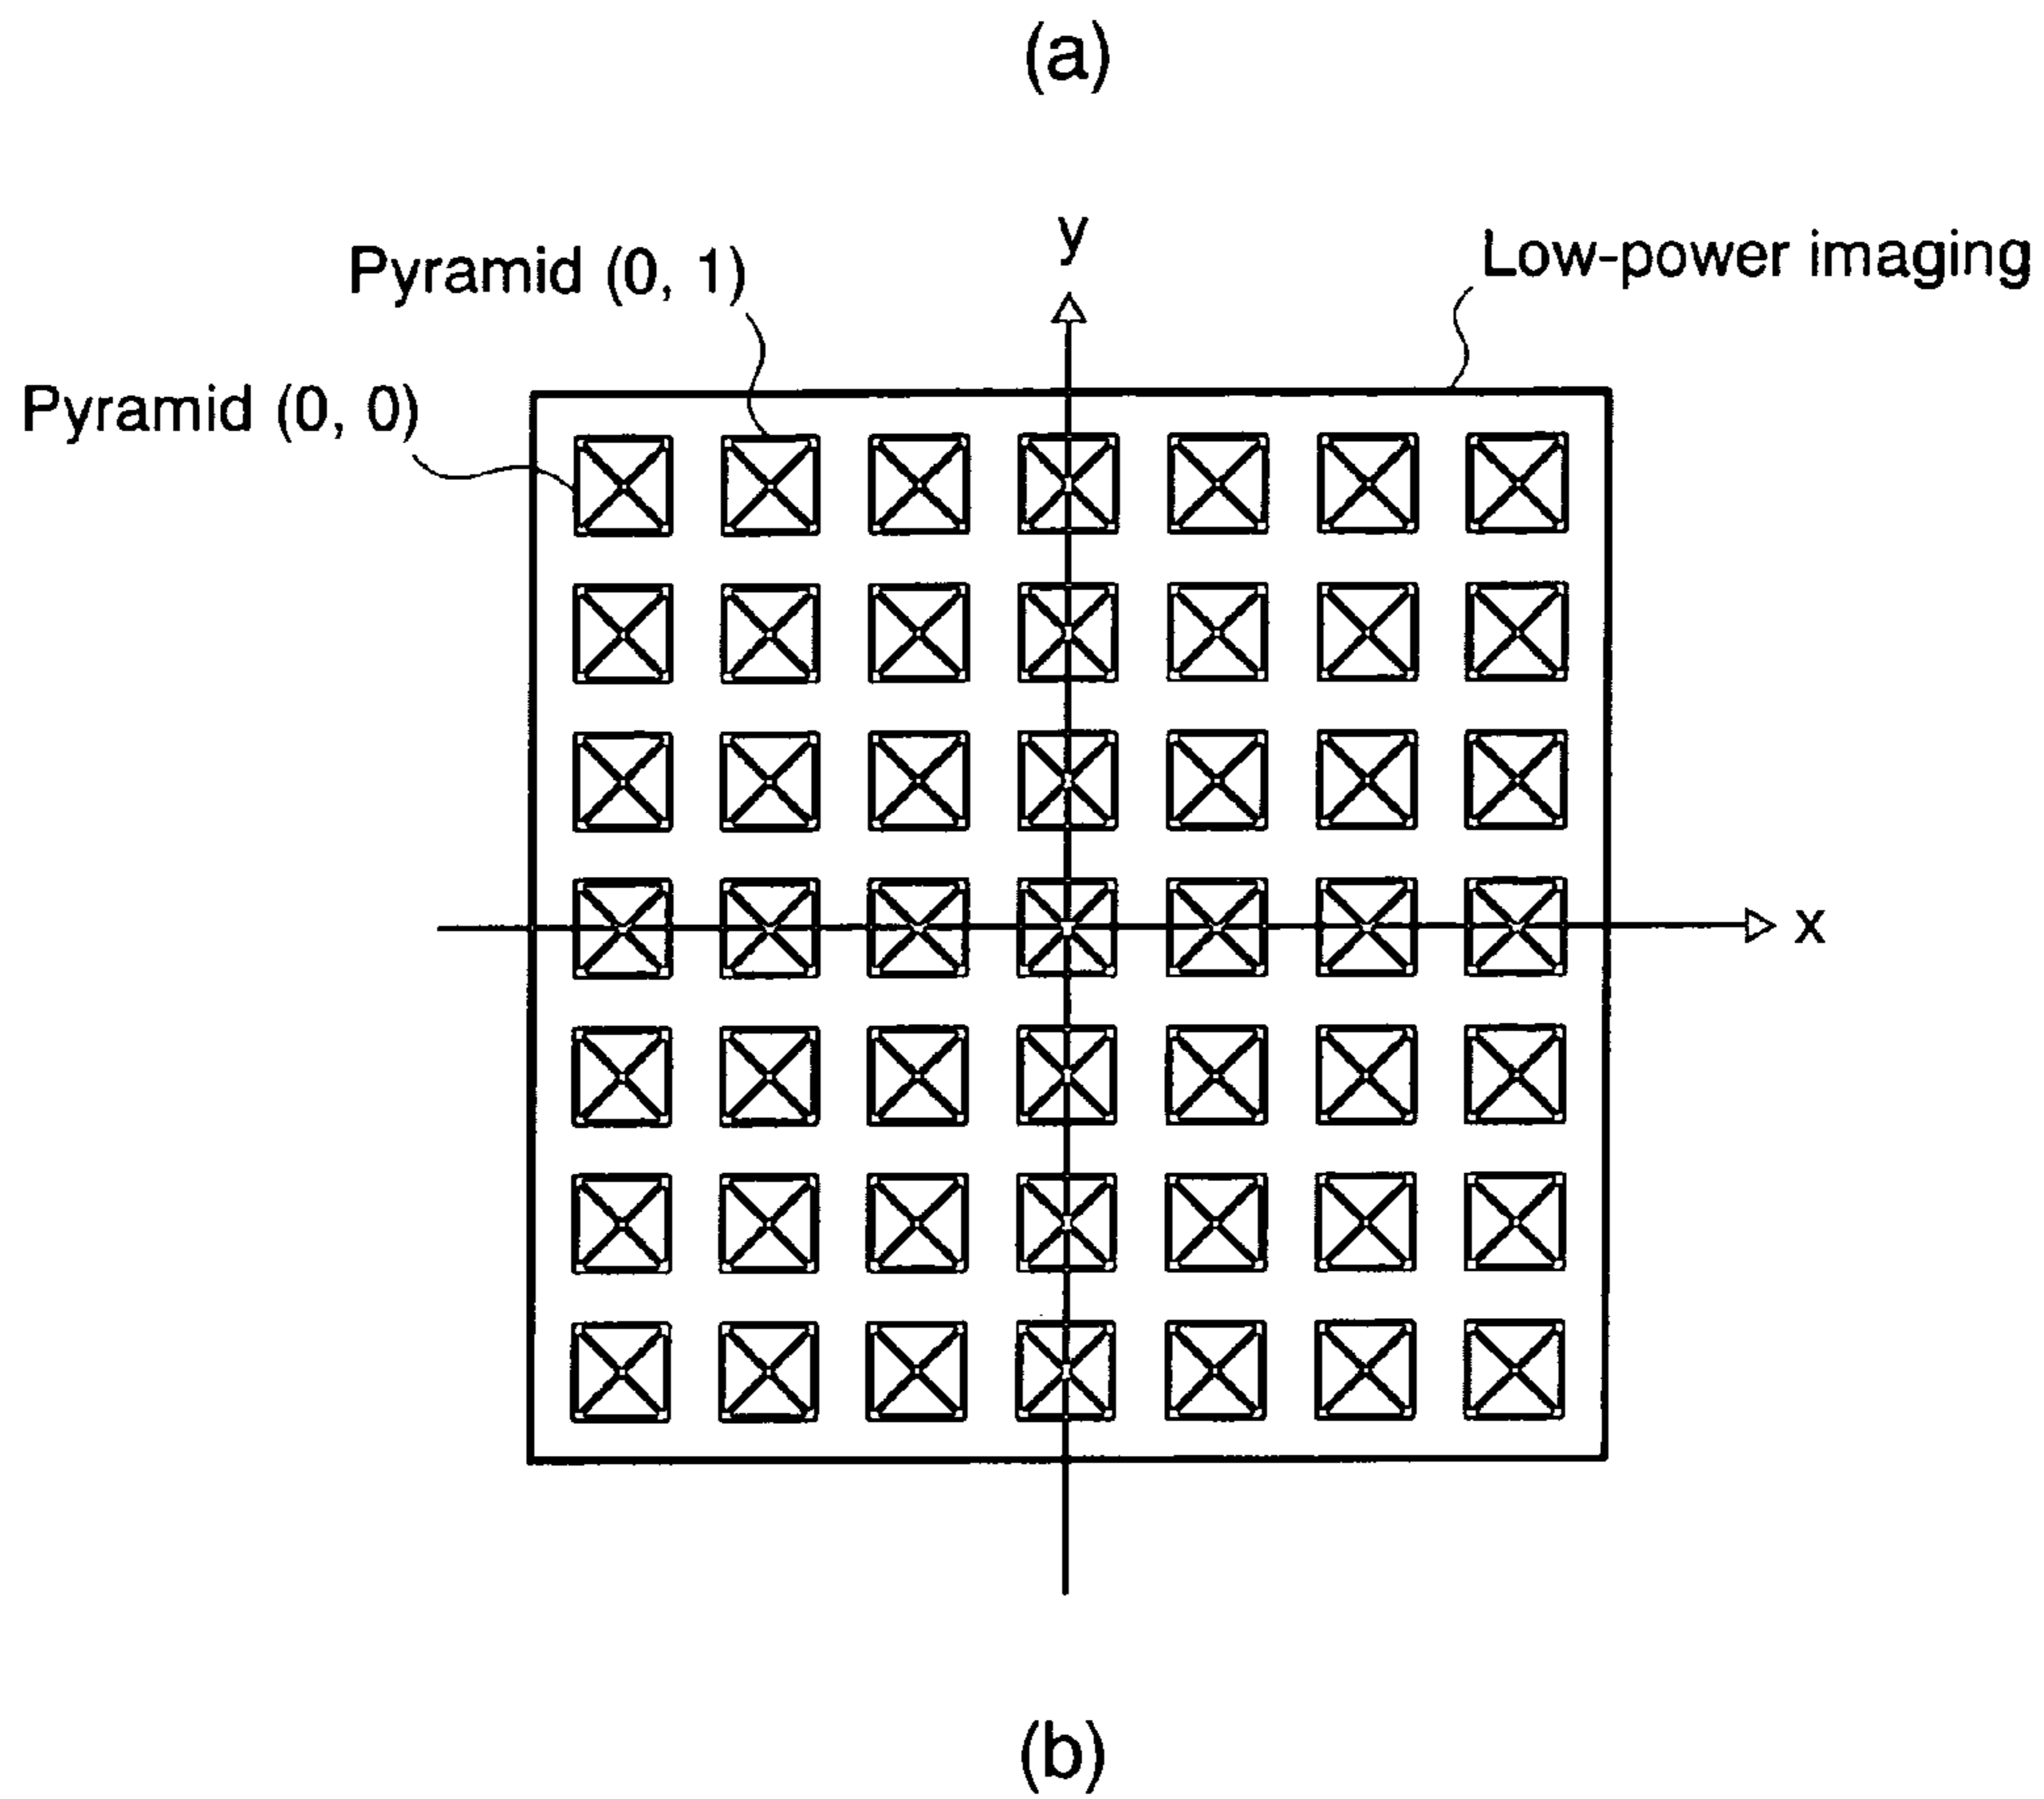 (a)
y
Low-power imaging
Pyramid (0, 1)
Pyramid (0, 0)
x
(b)